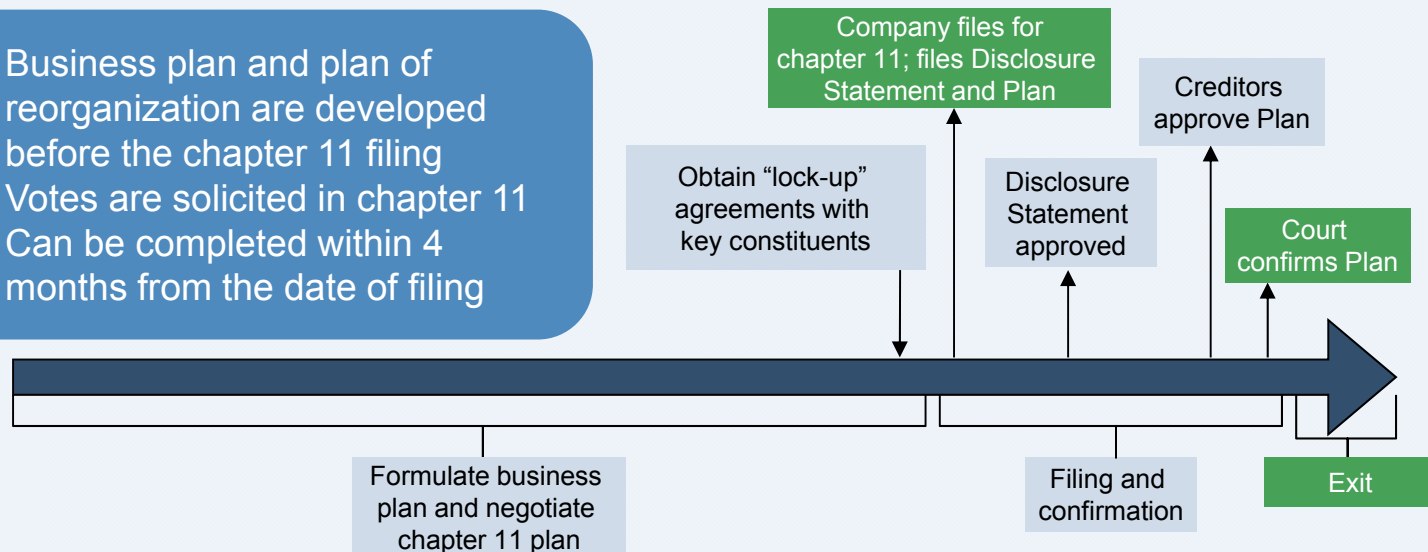 Business plan and plan of
reorganization are developed
before the chapter 11 filing
Votes are solicited in chapter 11
Can be completed within 4
months from the date of filing
Company files for
chapter 11; files Disclosure
Statement and Plan
Creditors
approve Plan
Obtain “lock-up”
agreements with
key constituents
Disclosure
Statement
approved
Court
confirms Plan
Formulate business
plan and negotiate
chapter 11 plan
Filing and
confirmation
Exit